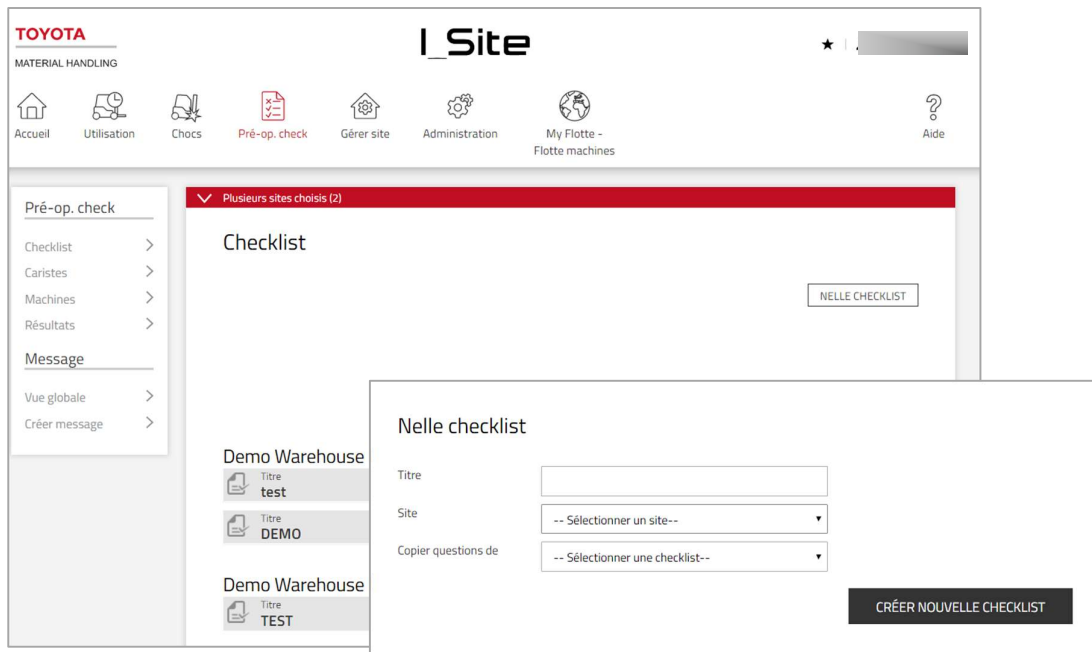 TOYOTA
MATERIAL HANDLING
I_Site
Accueil
Utilisation
Chocs
Pré-op. check
Gérer site
Administration
My Flotte -
Flotte machines
Aide
Pré-op. check
Checklist
Caristes
Machines
Résultats
Message
Vue globale
Créer message
Plusieurs sites choisis (2)
Checklist
NELLE CHECKLIST
Demo Warehouse
Titre
test
Titre
DEMO
Demo Warehouse
Titre
TEST
Nelle checklist
Titre
Site
-- Sélectionner un site--
Copier questions de
-- Sélectionner une checklist--
CRÉER NOUVELLE CHECKLIST